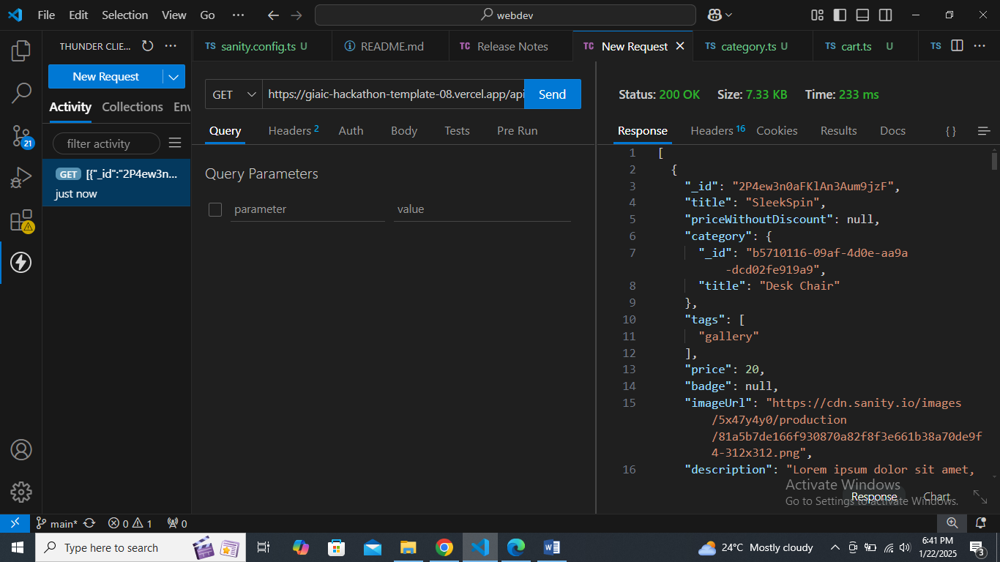 File Edit Selection View Go ··· webdev
THUNDER CLIE... ···
TS sanity.config.ts U
README.md
TC Release Notes
TC New Request
TS category.ts U
TS cart.ts U
TS
···
New Request
Activity Collections Env
filter activity
GET [{"_id":"2P4ew3n...
just now
21
GET https://giaic-hackathon-template-08.vercel.app/api Send
Query Headers 2 Auth Body Tests Pre Run
Query Parameters
parameter value
Status: 200 OK Size: 7.33 KB Time: 233 ms
Response Headers 16 Cookies Results Docs { }
1 [
2 {
3 "_id": "2P4ew3n0aFKlAn3Aum9jzF",
4 "title": "SleekSpin",
5 "priceWithoutDiscount": null,
6 "category": {
7 "_id": "b5710116-09af-4d0e-aa9a
-dcd02fe919a9",
8 "title": "Desk Chair"
9 },
10 "tags": [
11 "gallery"
12 ],
13 "price": 20,
14 "badge": null,
15 "imageUrl": "https://cdn.sanity.io/images
/5x47y4y0/production
/81a5b7de166f930870a82f8f3e661b38a70de9f
4-312x312.png",
16 "description": "Lorem ipsum dolor sit amet,
Activate Windows
Go to Settings to activate Windows.
Response Chart
main* 0 1 0
Type here to search
24°C Mostly cloudy
6:41 PM
1/22/2025
3